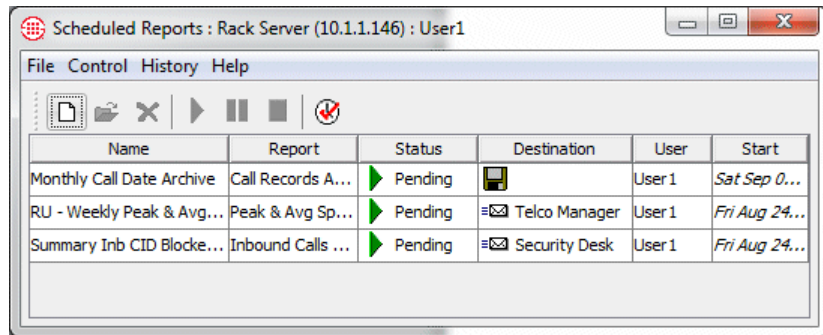 Scheduled Reports : Rack Server (10.1.1.146) : User1
File Control History Help
Name Report Status Destination User Start
Monthly Call Date Archive Call Records A... Pending User1 Sat Sep 0...
RU - Weekly Peak & Avg... Peak & Avg Sp... Pending Telco Manager User1 Fri Aug 24...
Summary Inb CID Blocke... Inbound Calls ... Pending Security Desk User1 Fri Aug 24...